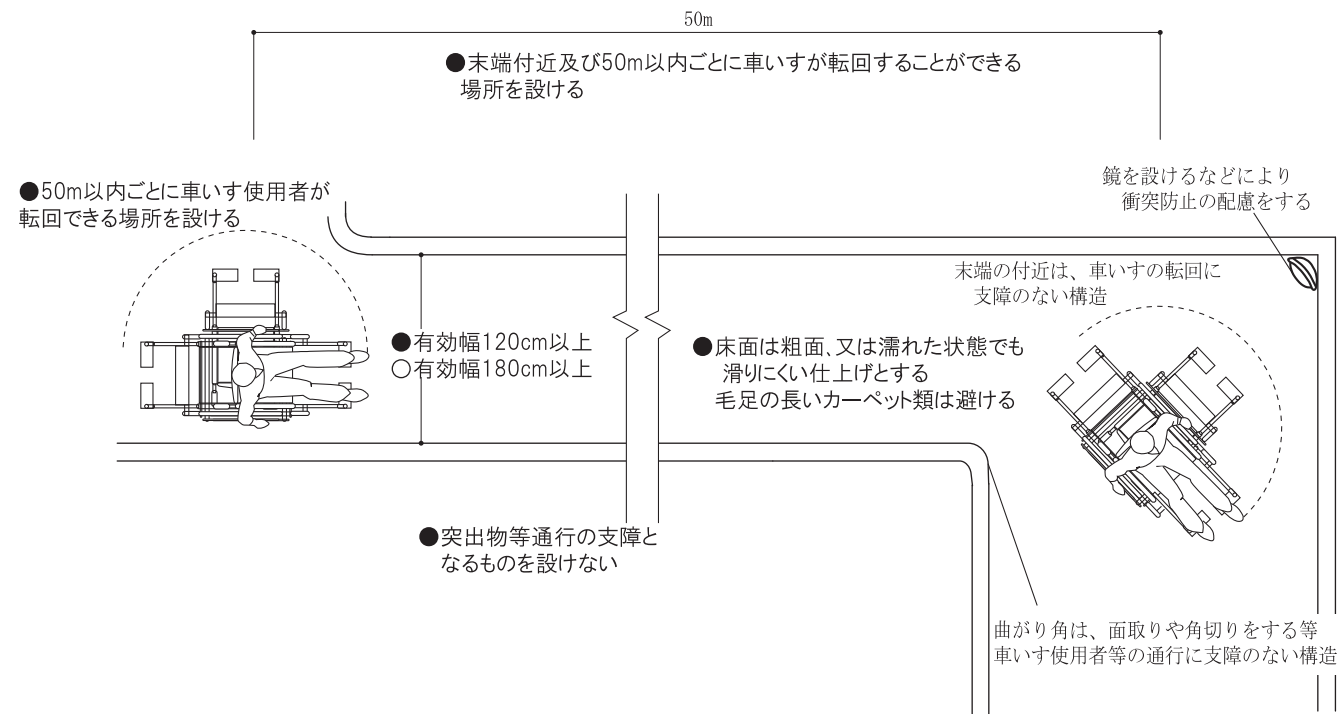 50m
●末端付近及び50m以内ごとに車いすが転回することができる
場所を設ける
●50m以内ごとに車いす使用者が
転回できる場所を設ける
鏡を設けるなどにより
衝突防止の配慮をする
末端の付近は、車いすの転回に
支障のない構造
●有効幅120cm以上
○有効幅180cm以上
●床面は粗面、又は濡れた状態でも
滑りにくい仕上げとする
毛足の長いカーペット類は避ける
●突出物等通行の支障と
なるものを設けない
曲がり角は、面取りや角切りをする等
車いす使用者等の通行に支障のない構造